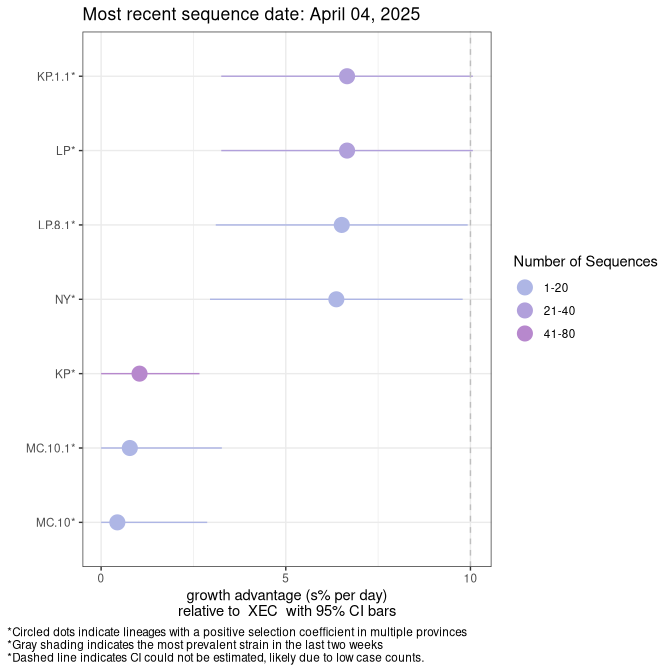 Most recent sequence date: April 04, 2025
KP.1.1*
LP*
LP.8.1*
NY*
KP*
MC.10.1*
MC.10*
0 5 10
growth advantage (s% per day)
relative to XEC with 95% CI bars
Number of Sequences
1-20
21-40
41-80
*Circled dots indicate lineages with a positive selection coefficient in multiple provinces
*Gray shading indicates the most prevalent strain in the last two weeks
*Dashed line indicates CI could not be estimated, likely due to low case counts.